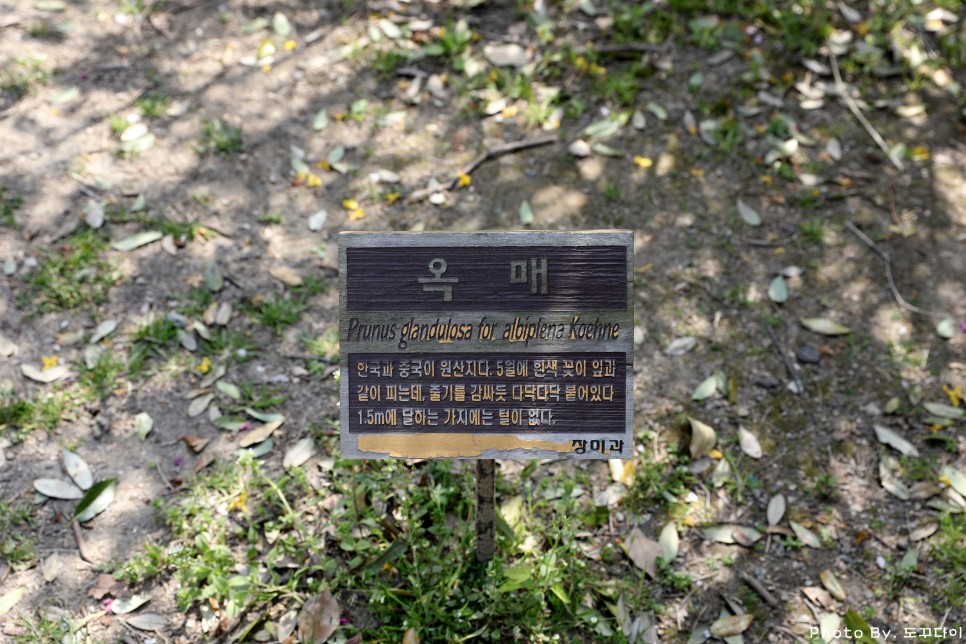 옥 매
Prunus glandulosa for albiplena Koehne
한국과 중국이 원산지다. 5월에 흰색 꽃이 잎과
같이 피는데, 줄기를 감싸듯 다닥다닥 붙어있다
1.5m에 달하는 가지에는 털이 없다.
장미과
Photo By. 도꾸다이